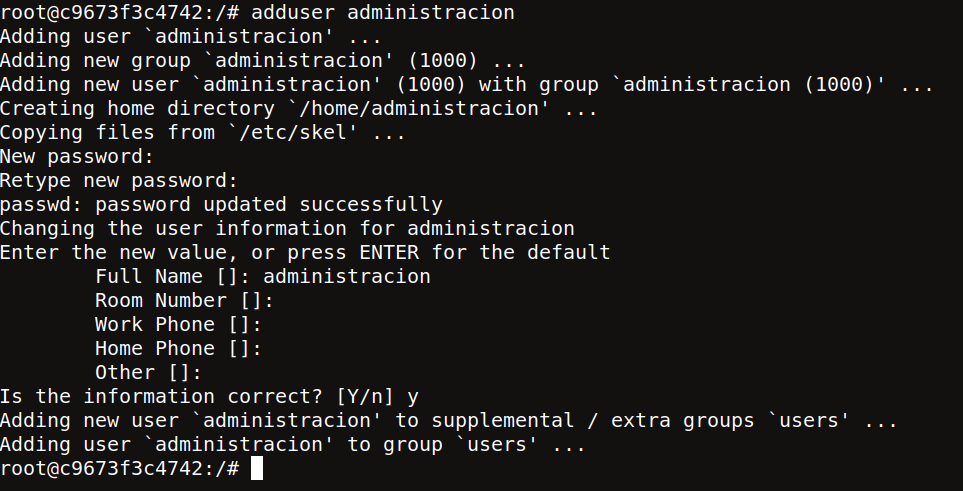 root@c9673f3c4742:/# adduser administracion
Adding user `administracion' ...
Adding new group `administracion' (1000) ...
Adding new user `administracion' (1000) with group `administracion (1000)' ...
Creating home directory `/home/administracion' ...
Copying files from `/etc/skel' ...
New password:
Retype new password:
passwd: password updated successfully
Changing the user information for administracion
Enter the new value, or press ENTER for the default
        Full Name []: administracion
        Room Number []:
        Work Phone []:
        Home Phone []:
        Other []:
Is the information correct? [Y/n] y
Adding new user `administracion' to supplemental / extra groups `users' ...
Adding user `administracion' to group `users' ...
root@c9673f3c4742:/#